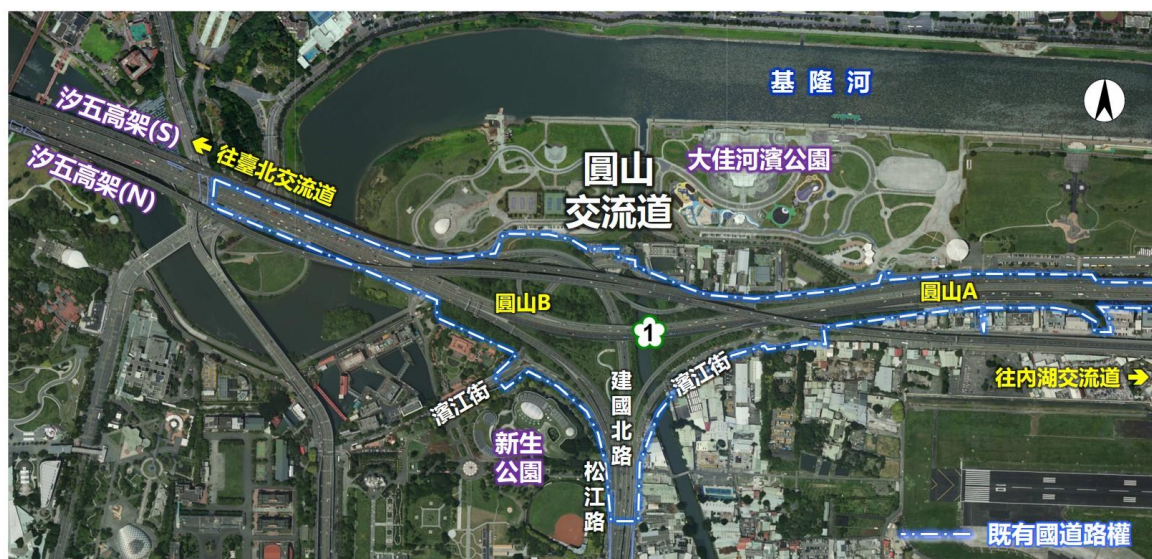 基隆河
汐五高架(S)
← 往臺北交流道
大佳河濱公園
圓山
交流道
汐五高架(N)
圓山A
圓山B
1
濱江街
建國北路
濱江街
往內湖交流道 →
新生
公園
松江路
10
既有國道路權